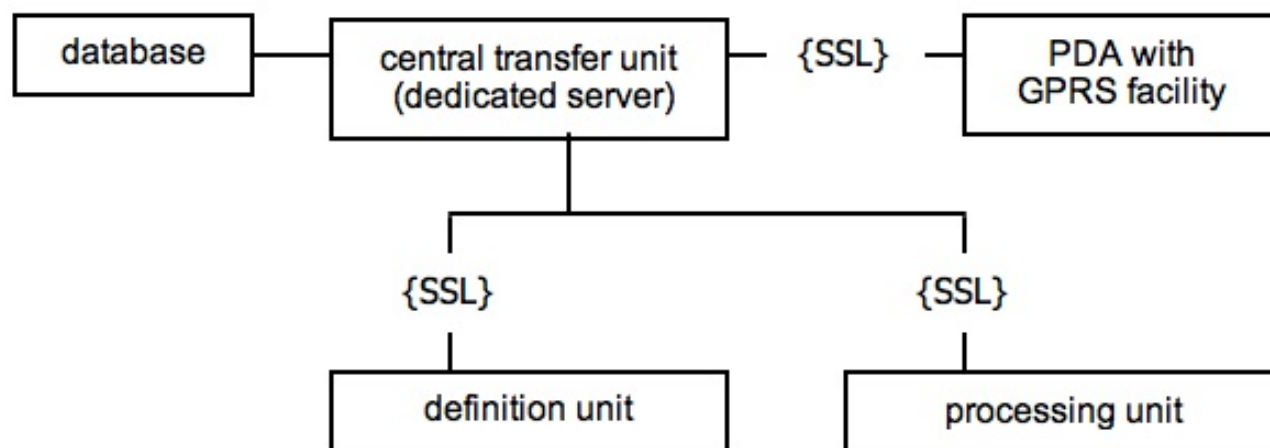 database
central transfer unit
(dedicated server)
{SSL}
PDA with
GPRS facility
{SSL}
{SSL}
definition unit
processing unit